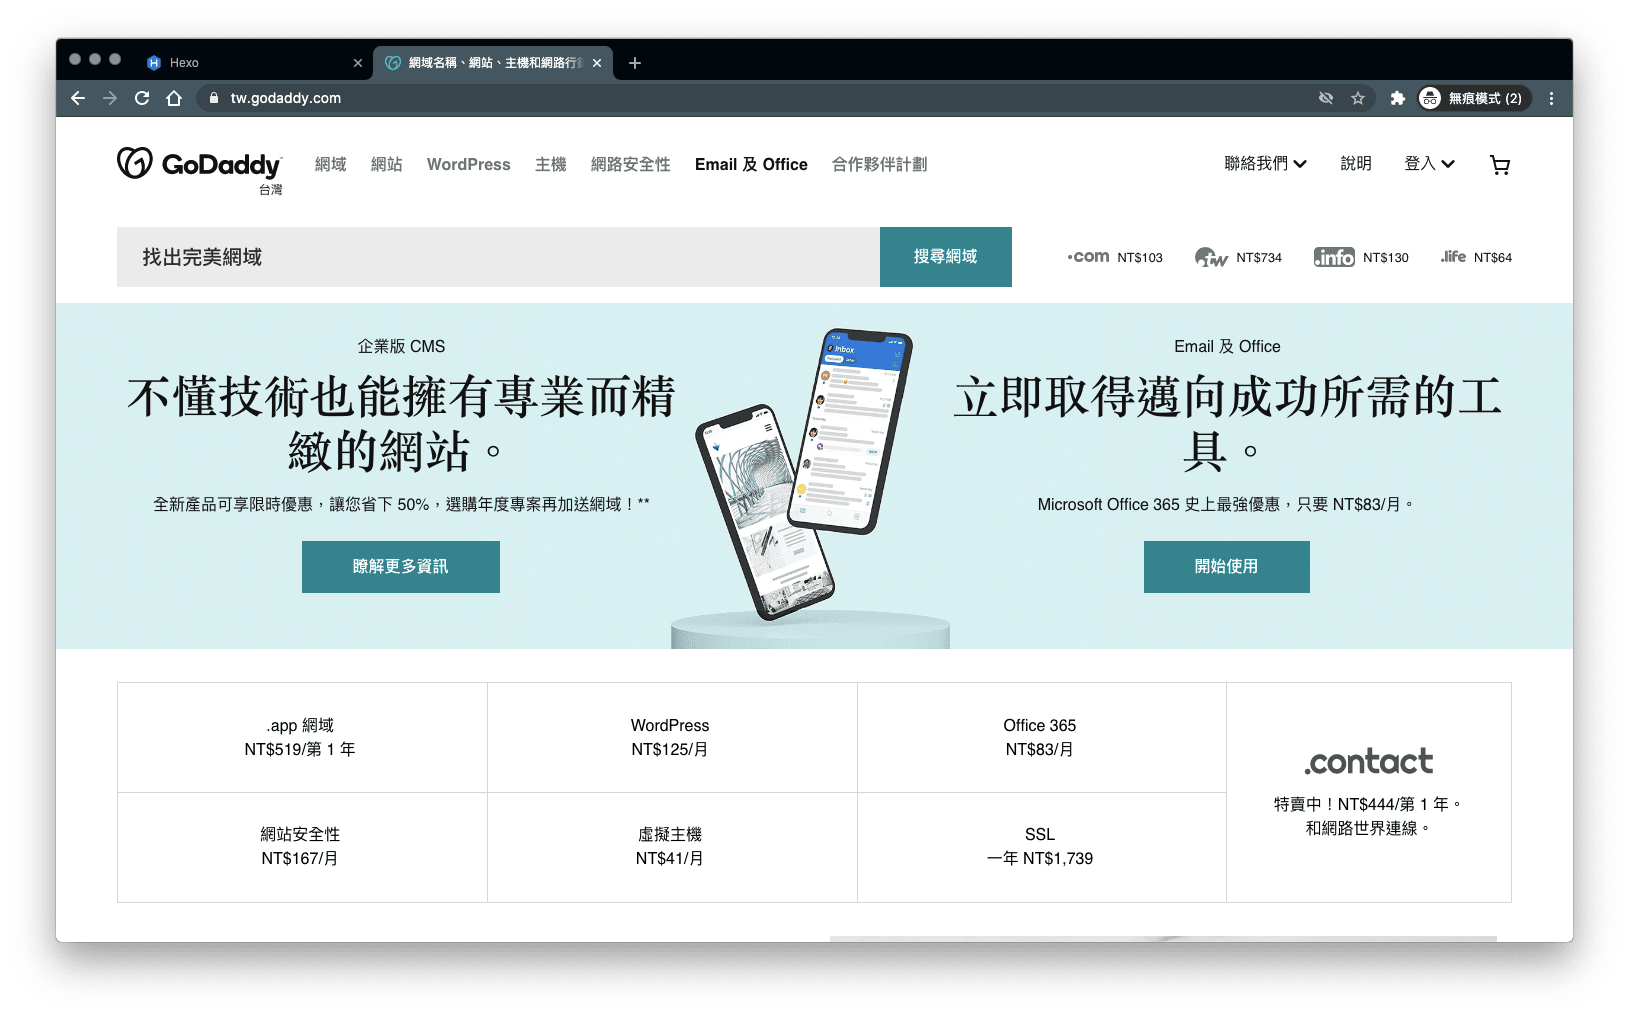 Hexo
網域名稱、網站、主機和網路行
tw.godaddy.com
無痕模式 (2)
GoDaddy
台灣
網域
網站
WordPress
主機
網路安全性
Email 及 Office
合作夥伴計劃
聯絡我們
說明
登入
找出完美網域
搜尋網域
.com NT$103
.tw NT$734
.info NT$130
.life NT$64
企業版 CMS
不懂技術也能擁有專業而精
緻的網站。
全新產品可享限時優惠，讓您省下 50%，選購年度專案再加送網域！**
瞭解更多資訊
Inbox
Email 及 Office
立即取得邁向成功所需的工
具。
Microsoft Office 365 史上最強優惠，只要 NT$83/月。
開始使用
.app 網域
NT$519/第 1 年
WordPress
NT$125/月
Office 365
NT$83/月
網站安全性
NT$167/月
虛擬主機
NT$41/月
SSL
一年 NT$1,739
.contact
特賣中！NT$444/第 1 年。
和網路世界連線。